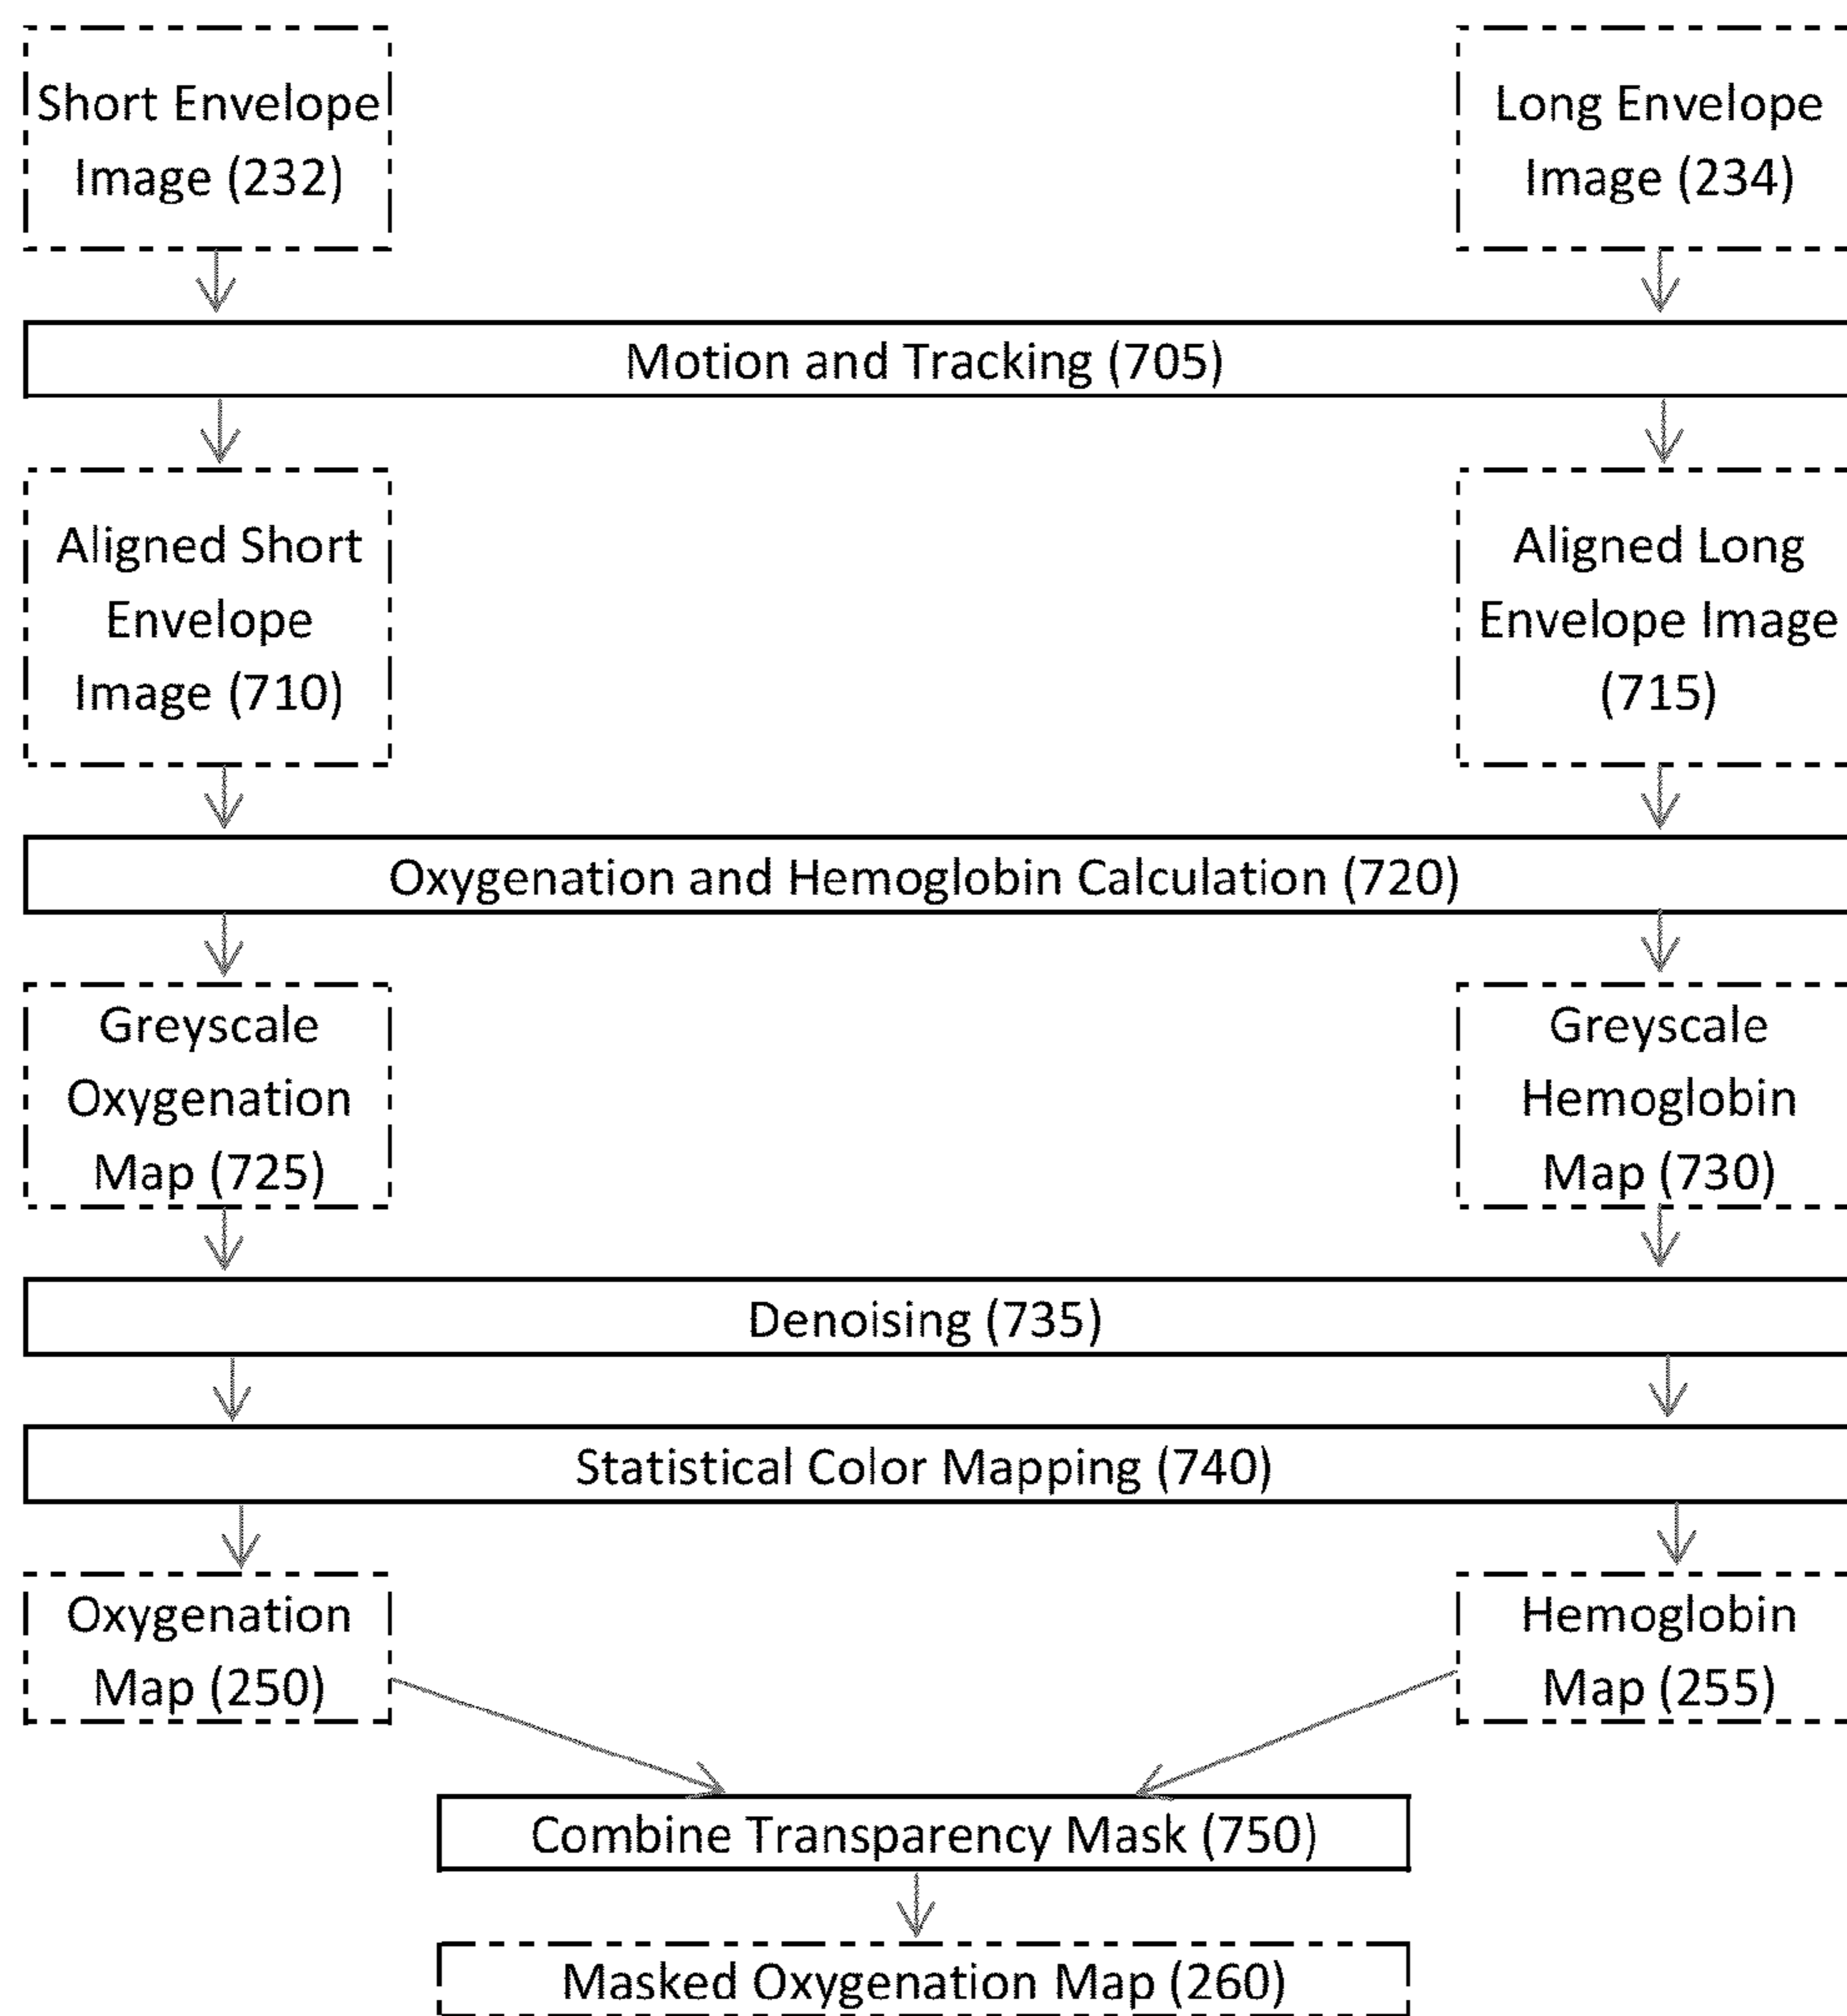 Short Envelope
Image (232)
Long Envelope
Image (234)
Motion and Tracking (705)
Aligned Short
Envelope
Image (710)
Aligned Long
Envelope Image
(715)
Oxygenation and Hemoglobin Calculation (720)
Greyscale
Oxygenation
Map (725)
Greyscale
Hemoglobin
Map (730)
Denoising (735)
Statistical Color Mapping (740)
Oxygenation
Map (250)
Hemoglobin
Map (255)
Combine Transparency Mask (750)
Masked Oxygenation Map (260)